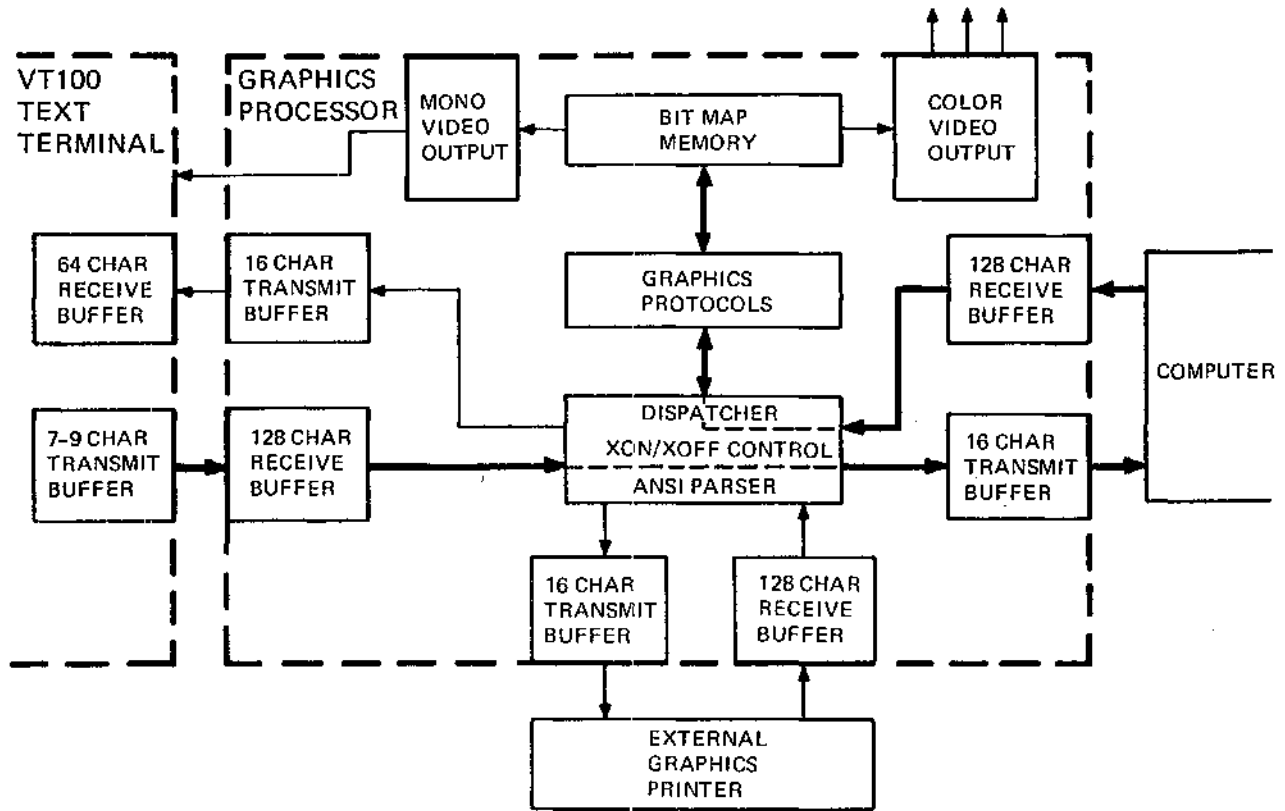 VT100
TEXT
TERMINAL
GRAPHICS
PROCESSOR
MONO
VIDEO
OUTPUT
BIT MAP
MEMORY
COLOR
VIDEO
OUTPUT
64 CHAR
RECEIVE
BUFFER
16 CHAR
TRANSMIT
BUFFER
GRAPHICS
PROTOCOLS
128 CHAR
RECEIVE
BUFFER
COMPUTER
7-9 CHAR
TRANSMIT
BUFFER
128 CHAR
RECEIVE
BUFFER
DISPATCHER
XON/XOFF CONTROL
ANSI PARSER
16 CHAR
TRANSMIT
BUFFER
16 CHAR
TRANSMIT
BUFFER
128 CHAR
RECEIVE
BUFFER
EXTERNAL
GRAPHICS
PRINTER